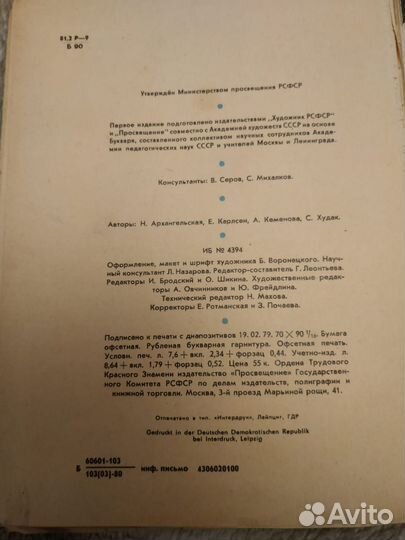 81.2 Р—9
Б 90
Утверждён Министерством просвещения РСФСР
Первое издание подготовлено издательствами „Художник РСФСР"
и „Просвещение" совместно с Академией художеств СССР на основе
Букваря, составленного коллективом научных сотрудников Акаде-
мии педагогических наук СССР и учителей Москвы и Ленинграда.
Консультанты: В. Серов, С. Михалков.
Авторы: Н. Архангельская, Е. Карлсен, А. Кеменова, С. Худак.
ИБ № 4394
Оформление, макет и шрифт художника Б. Воронецкого. Науч-
ный консультант Л. Назарова. Редактор-составитель Г. Леонтьева.
Редакторы И. Бродский и О. Шикина. Художественные редак-
торы А. Овчинников и Ю. Фрейдлина.
Технический редактор Н. Махова.
Корректоры Е. Ротманская и З. Почаева.
Подписано к печати с диапозитивов 19. 02. 79. 70 × 90 1/16. Бумага
офсетная. Рубленая букварная гарнитура. Офсетная печать.
Условн. печ. л. 7,6 + вкл. 2,34 + форзац 0,44. Учетно-изд. л.
8,64 + вкл. 1,79 + форзац 0,52. Цена 55 к. Ордена Трудового
Красного Знамени издательство «Просвещение» Государствен-
ного Комитета РСФСР по делам издательств, полиграфии и
книжной торговли. Москва, 3-й проезд Марьиной рощи, 41.
Отпечатано в тип. «Интердрук», Лейпциг, ГДР
Gedruckt in der Deutschen Demokratischen Republik
bei Interdruck, Leipzig
Б 60601-103
103(03)-80 инф. письмо 4306020100
Avito